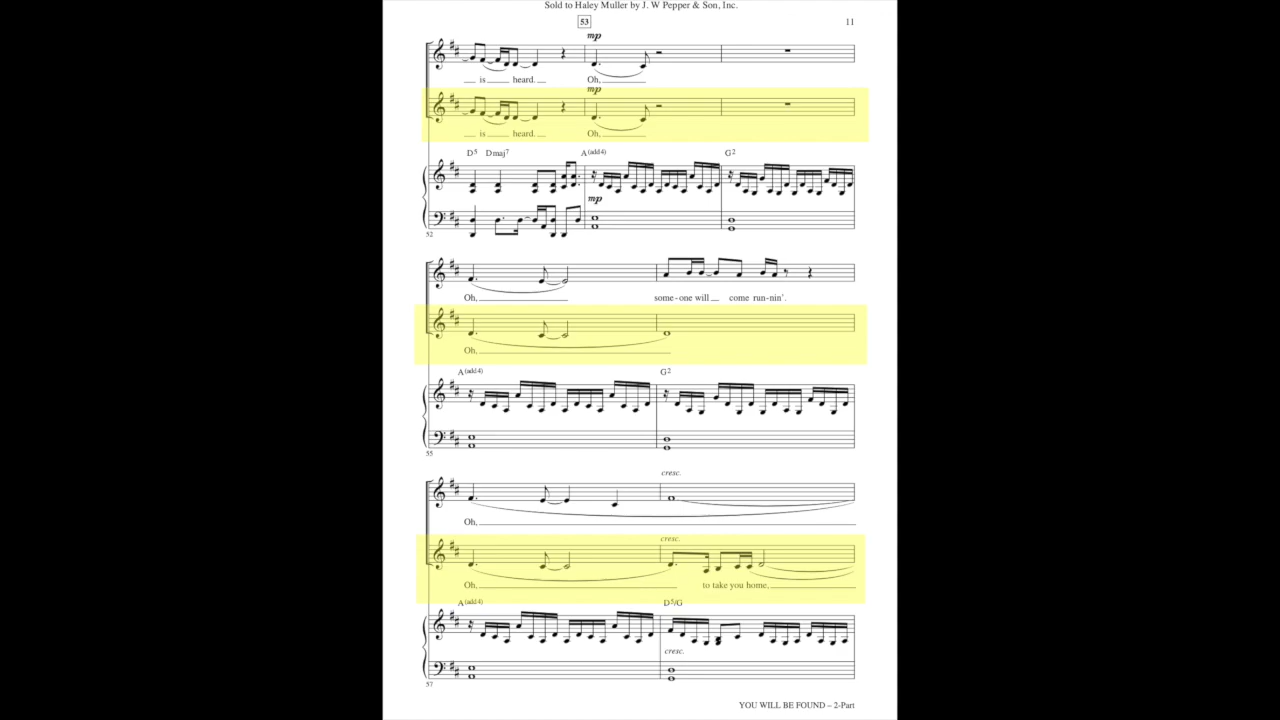 Sold to Haley Muller by J. W Pepper & Son, Inc.
53
11
mp
is heard. Oh,
mp
is heard. Oh,
D5 Dmaj7 A(add4) G2
mp
52
Oh, some-one will come run-nin'.
Oh,
A(add4) G2
55
cresc.
Oh,
cresc.
Oh, to take you home,
A(add4) D5/G
cresc.
57
YOU WILL BE FOUND – 2-Part